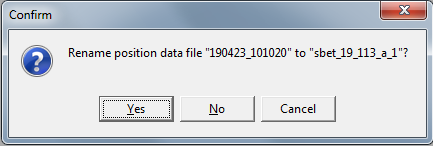 Confirm
Rename position data file "190423_101020" to "sbet_19_113_a_1"?
Yes
No
Cancel